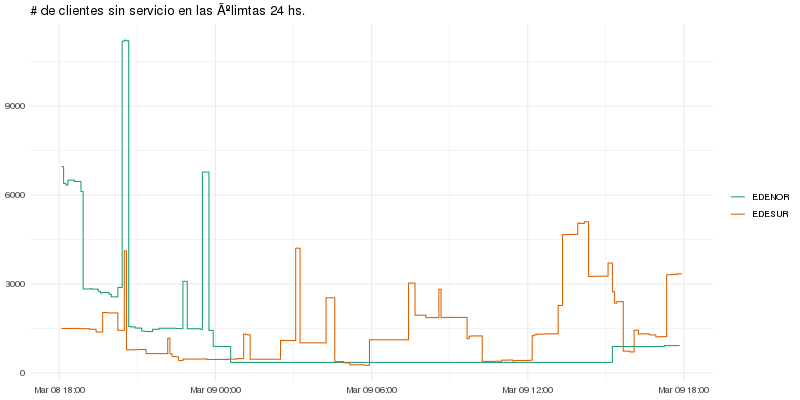 # de clientes sin servicio en las Ãºlimtas 24 hs.
9000
6000
3000
0
Mar 08 18:00
Mar 09 00:00
Mar 09 06:00
Mar 09 12:00
Mar 09 18:00
EDENOR
EDESUR